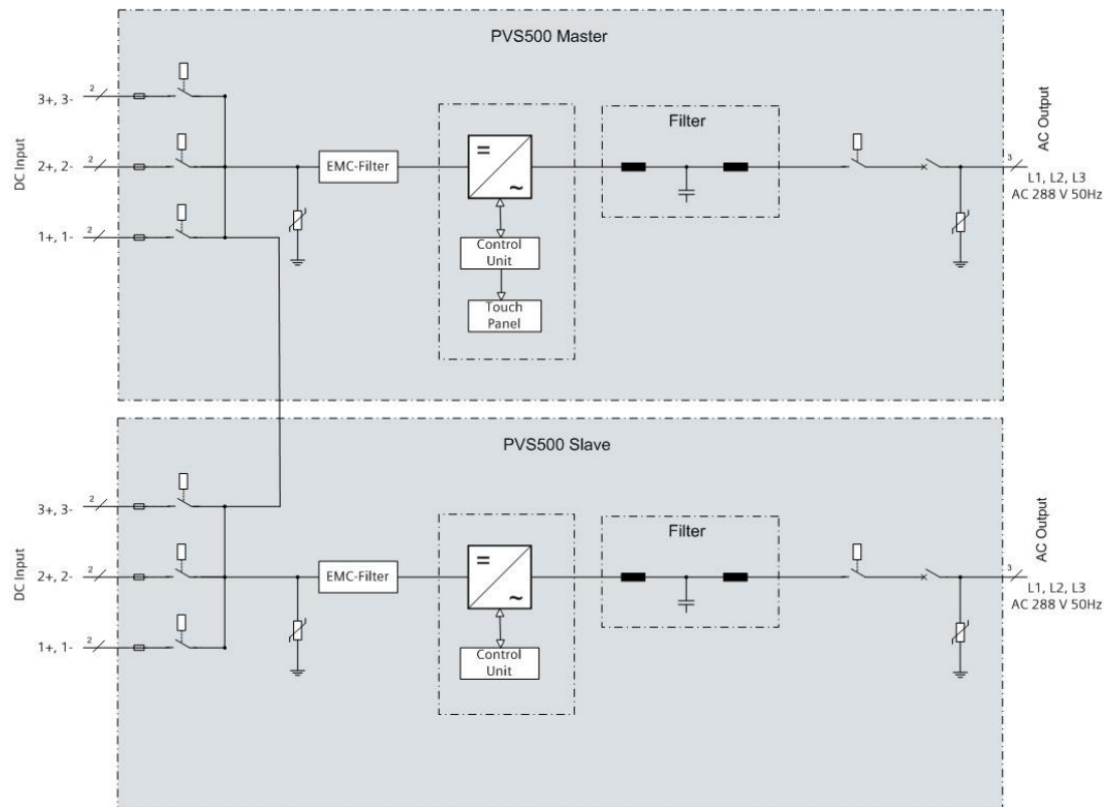 PVS500 Master
3+, 3-
2
DC Input
2+, 2-
2
1+, 1-
2
EMC-Filter
=
~
Control
Unit
Touch
Panel
Filter
AC Output
3
L1, L2, L3
AC 288 V 50Hz
PVS500 Slave
3+, 3-
2
DC Input
2+, 2-
2
1+, 1-
2
EMC-Filter
=
~
Control
Unit
Filter
AC Output
3
L1, L2, L3
AC 288 V 50Hz